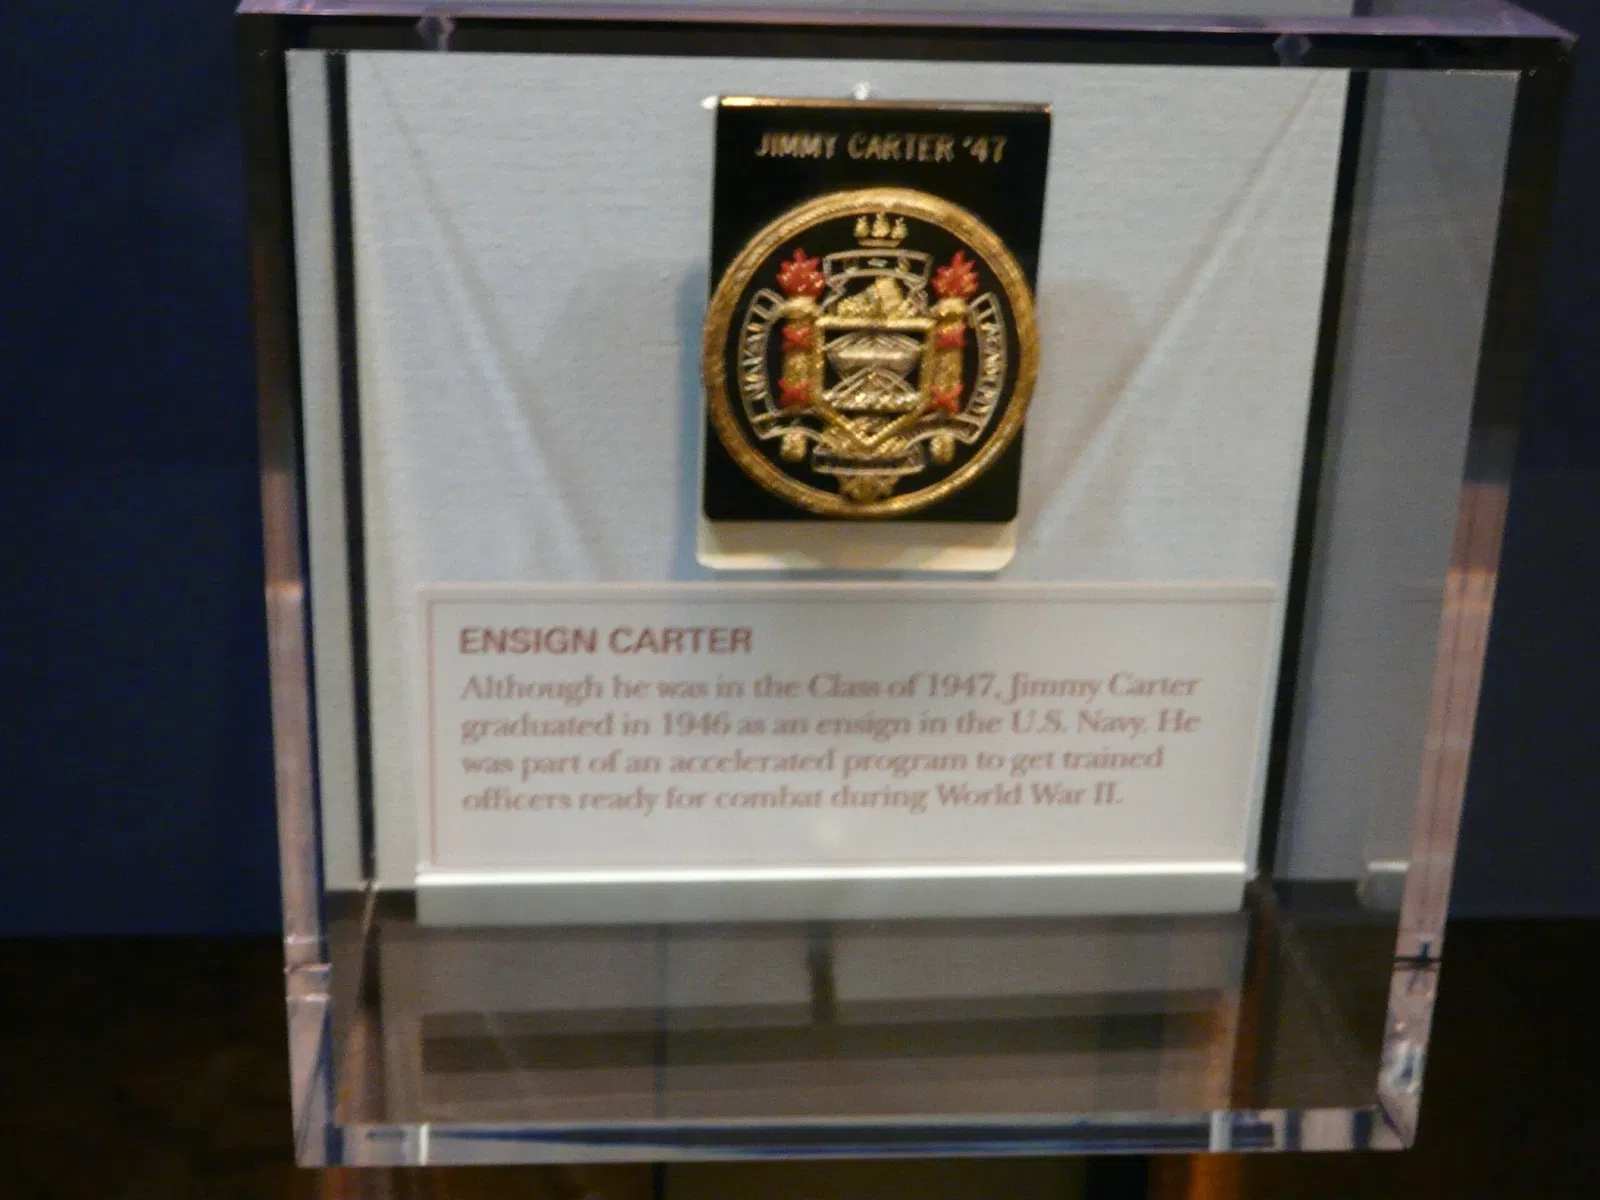 JIMMY CARTER '47
NAVAL
ACADEMY
ENSIGN CARTER
Although he was in the Class of 1947, Jimmy Carter
graduated in 1946 as an ensign in the U.S. Navy. He
was part of an accelerated program to get trained
officers ready for combat during World War II.